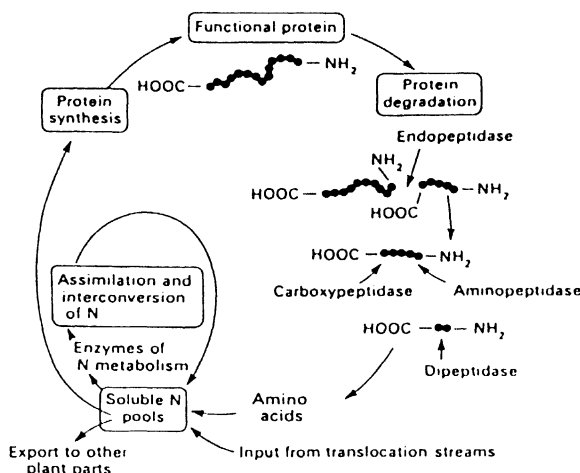 Functional protein
HOOC
NH₂
Protein
synthesis
Protein
degradation
Endopeptidase
NH₂
HOOC
NH₂
HOOC
HOOC
NH₂
Carboxypeptidase
Aminopeptidase
HOOC
NH₂
Dipeptidase
Assimilation and
interconversion
of N
Enzymes of
N metabolism
Soluble N
pools
Amino
acids
Export to other
plant parts
Input from translocation streams